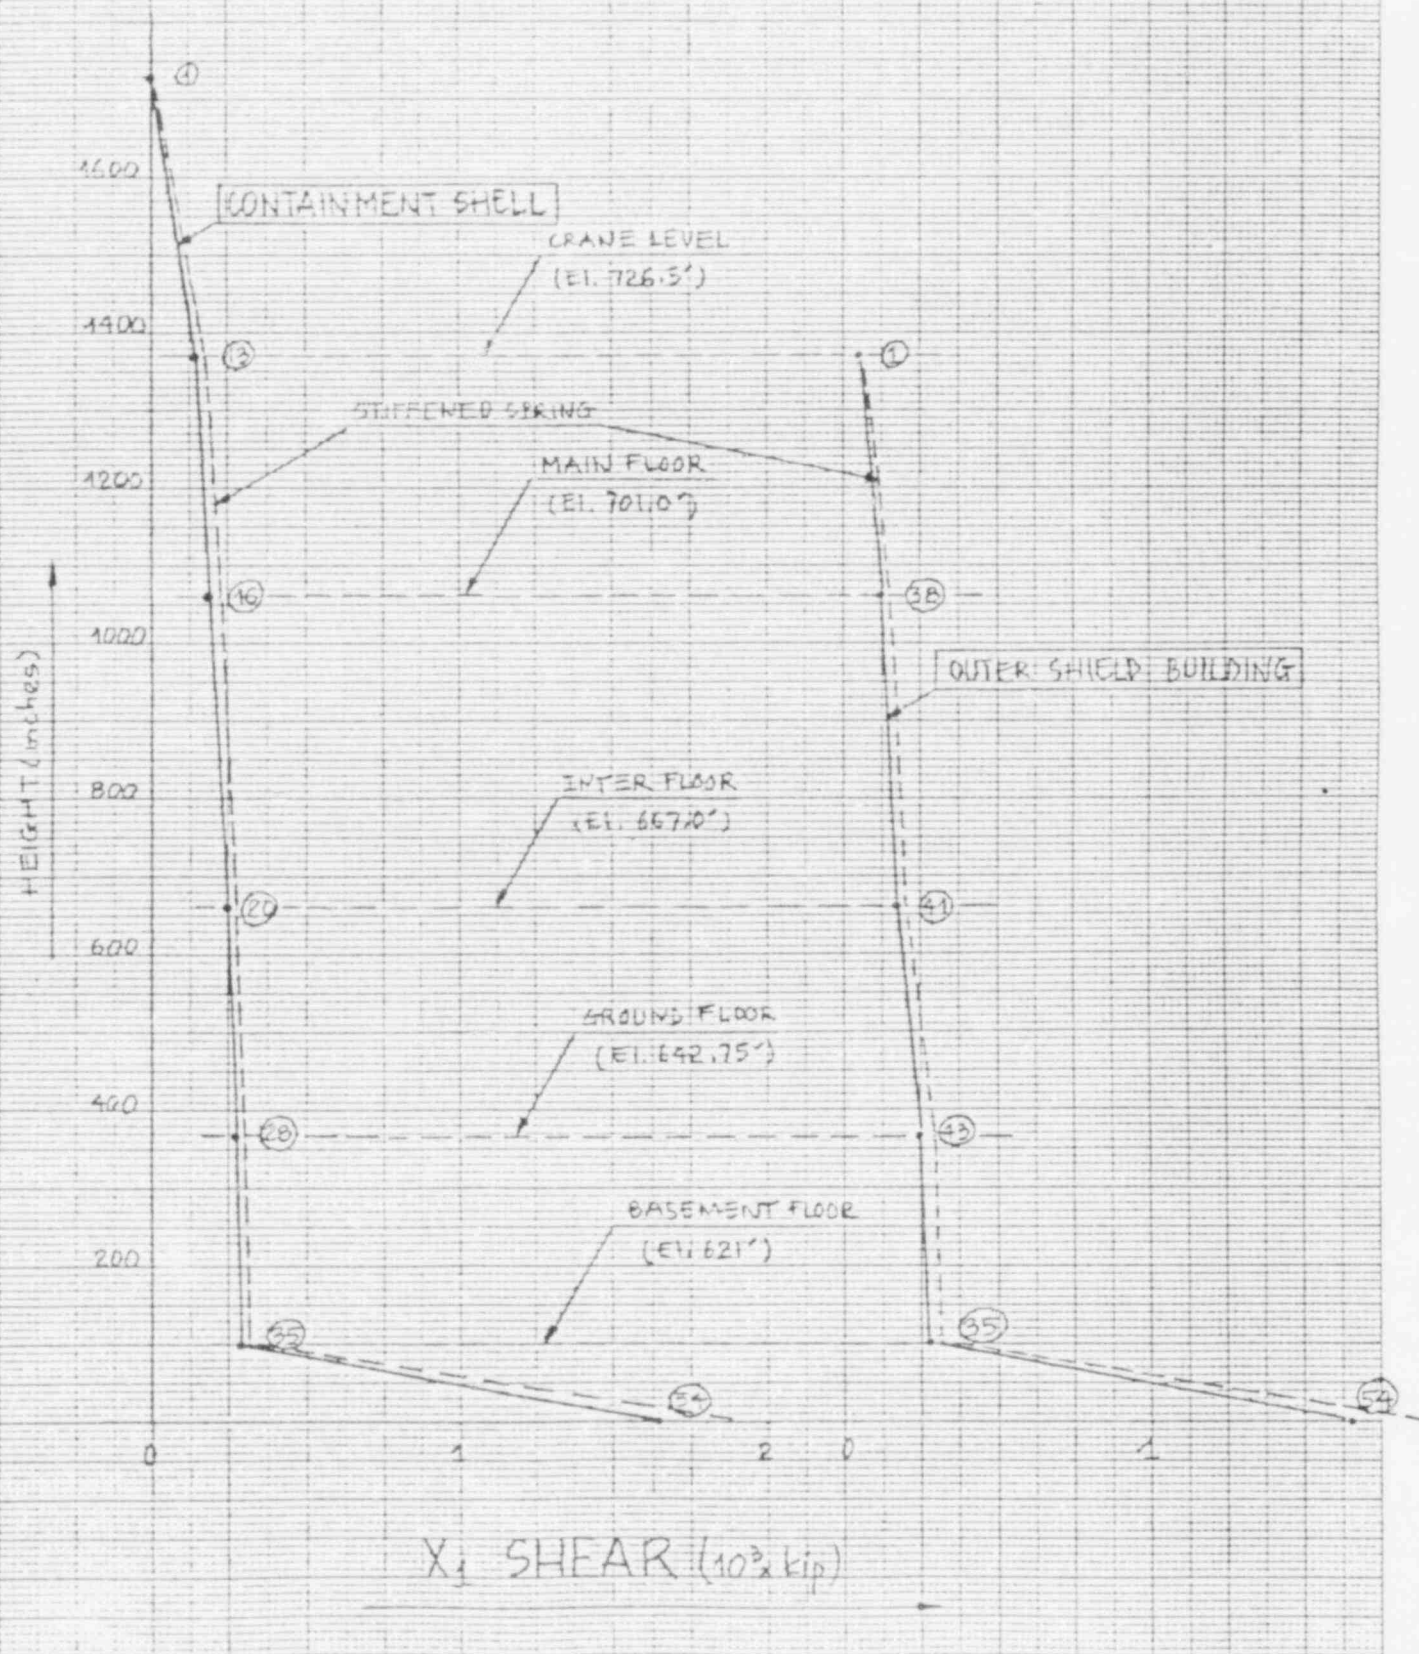 1
1600
CONTAINMENT SHELL
CRANE LEVEL
(El. 726.5')
1400
13
1
STIFFENED SPRING
MAIN FLOOR
(El. 701.0')
1200
16
38
1000
OUTER SHIELD BUILDING
HEIGHT (inches)
INTER FLOOR
(El. 667.0')
800
20
41
600
GROUND FLOOR
(El. 642.75')
400
28
43
BASEMENT FLOOR
(El. 621')
200
35
35
54
54
0 1 2 0 1
X1 SHEAR (10³x kip)